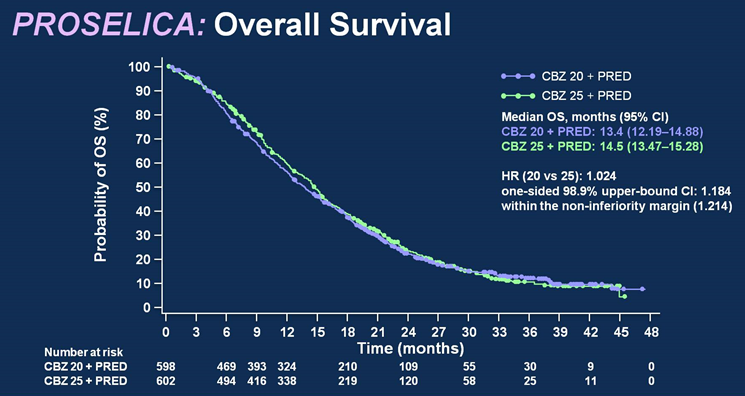 PROSELICA: Overall Survival
Probability of OS (%)
100
90
80
70
60
50
40
30
20
10
0
CBZ 20 + PRED
CBZ 25 + PRED
Median OS, months (95% CI)
CBZ 20 + PRED: 13.4 (12.19–14.88)
CBZ 25 + PRED: 14.5 (13.47–15.28)
HR (20 vs 25): 1.024
one-sided 98.9% upper-bound CI: 1.184
within the non-inferiority margin (1.214)
0 3 6 9 12 15 18 21 24 27 30 33 36 39 42 45 48
Time (months)
Number at risk
CBZ 20 + PRED 598 469 393 324 210 109 55 30 9 0
CBZ 25 + PRED 602 494 416 338 219 120 58 25 11 0